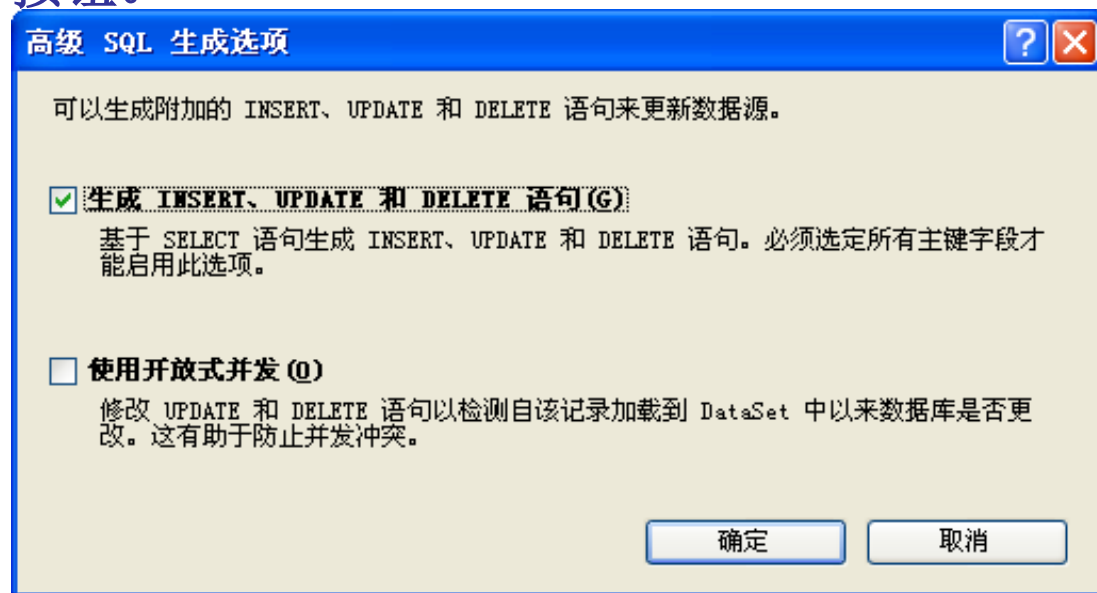 按钮。
高级 SQL 生成选项
可以生成附加的 INSERT、UPDATE 和 DELETE 语句来更新数据源。
生成 INSERT、UPDATE 和 DELETE 语句(G)
基于 SELECT 语句生成 INSERT、UPDATE 和 DELETE 语句。必须选定所有主键字段才
能启用此选项。
使用开放式并发(O)
修改 UPDATE 和 DELETE 语句以检测自该记录加载到 DataSet 中以来数据库是否更
改。这有助于防止并发冲突。
确定
取消